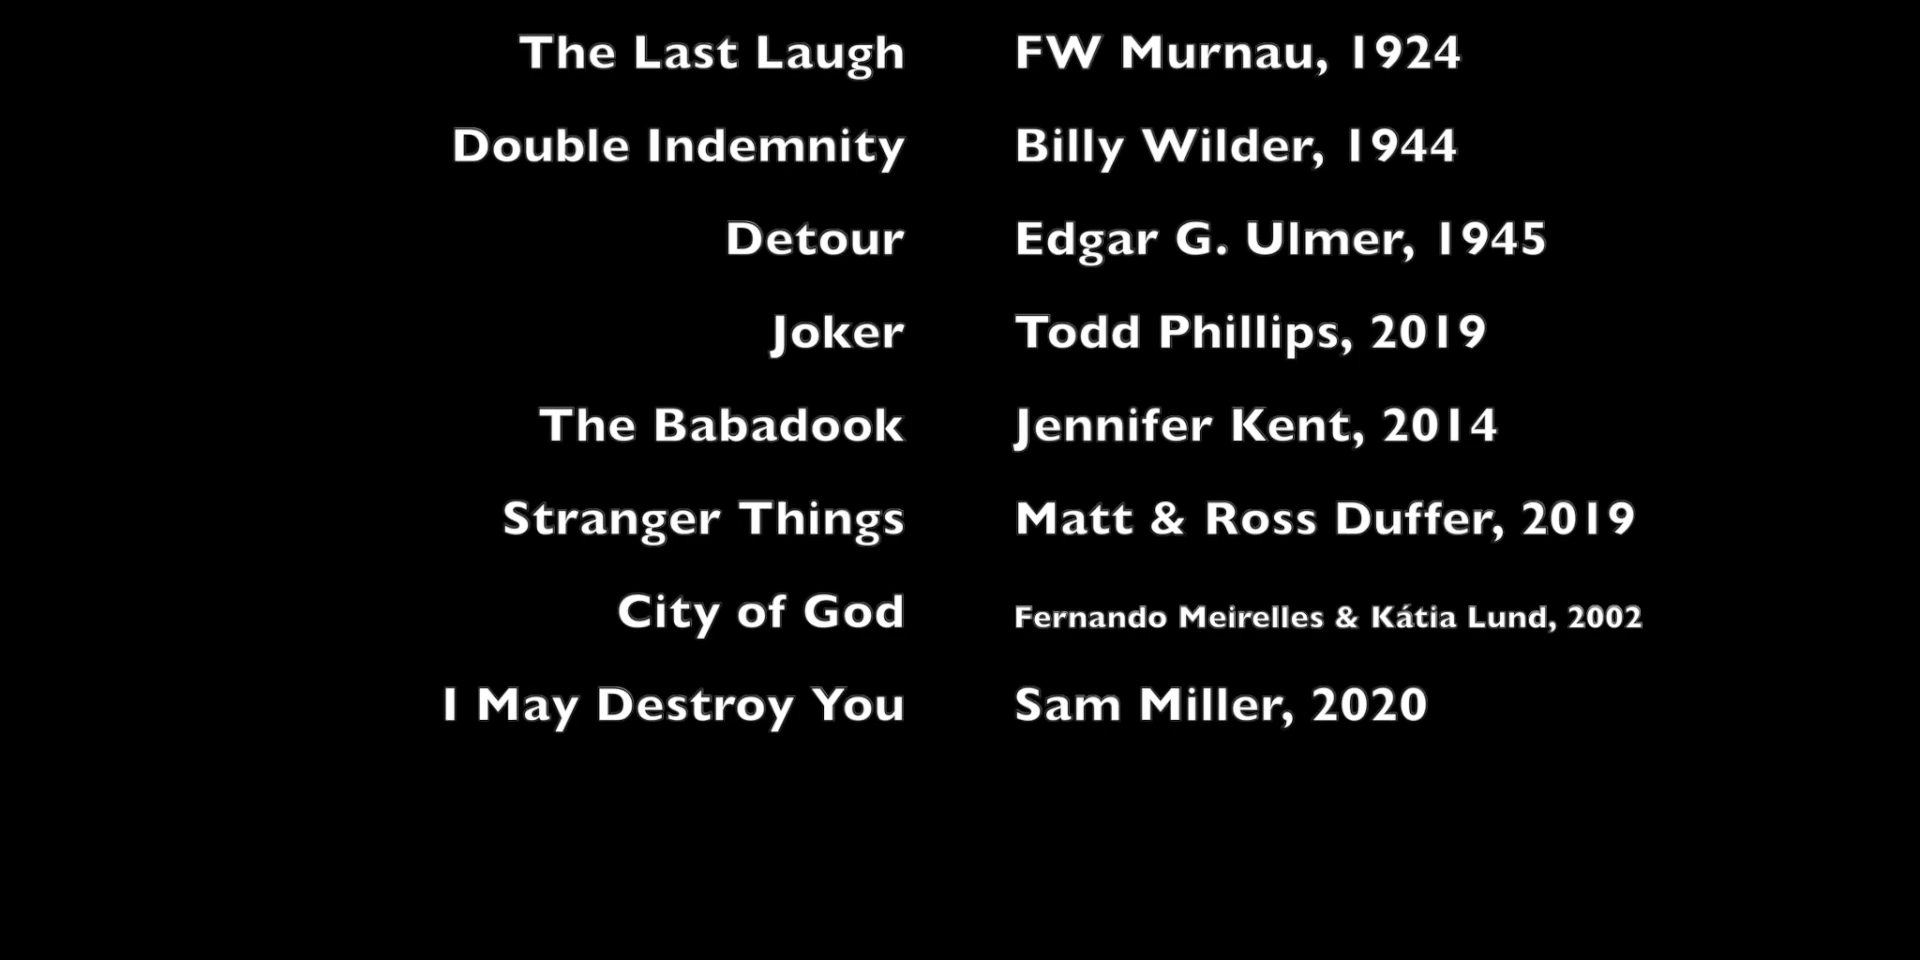 The Last Laugh FW Murnau, 1924
Double Indemnity Billy Wilder, 1944
Detour Edgar G. Ulmer, 1945
Joker Todd Phillips, 2019
The Babadook Jennifer Kent, 2014
Stranger Things Matt & Ross Duffer, 2019
City of God Fernando Meirelles & Kátia Lund, 2002
I May Destroy You Sam Miller, 2020